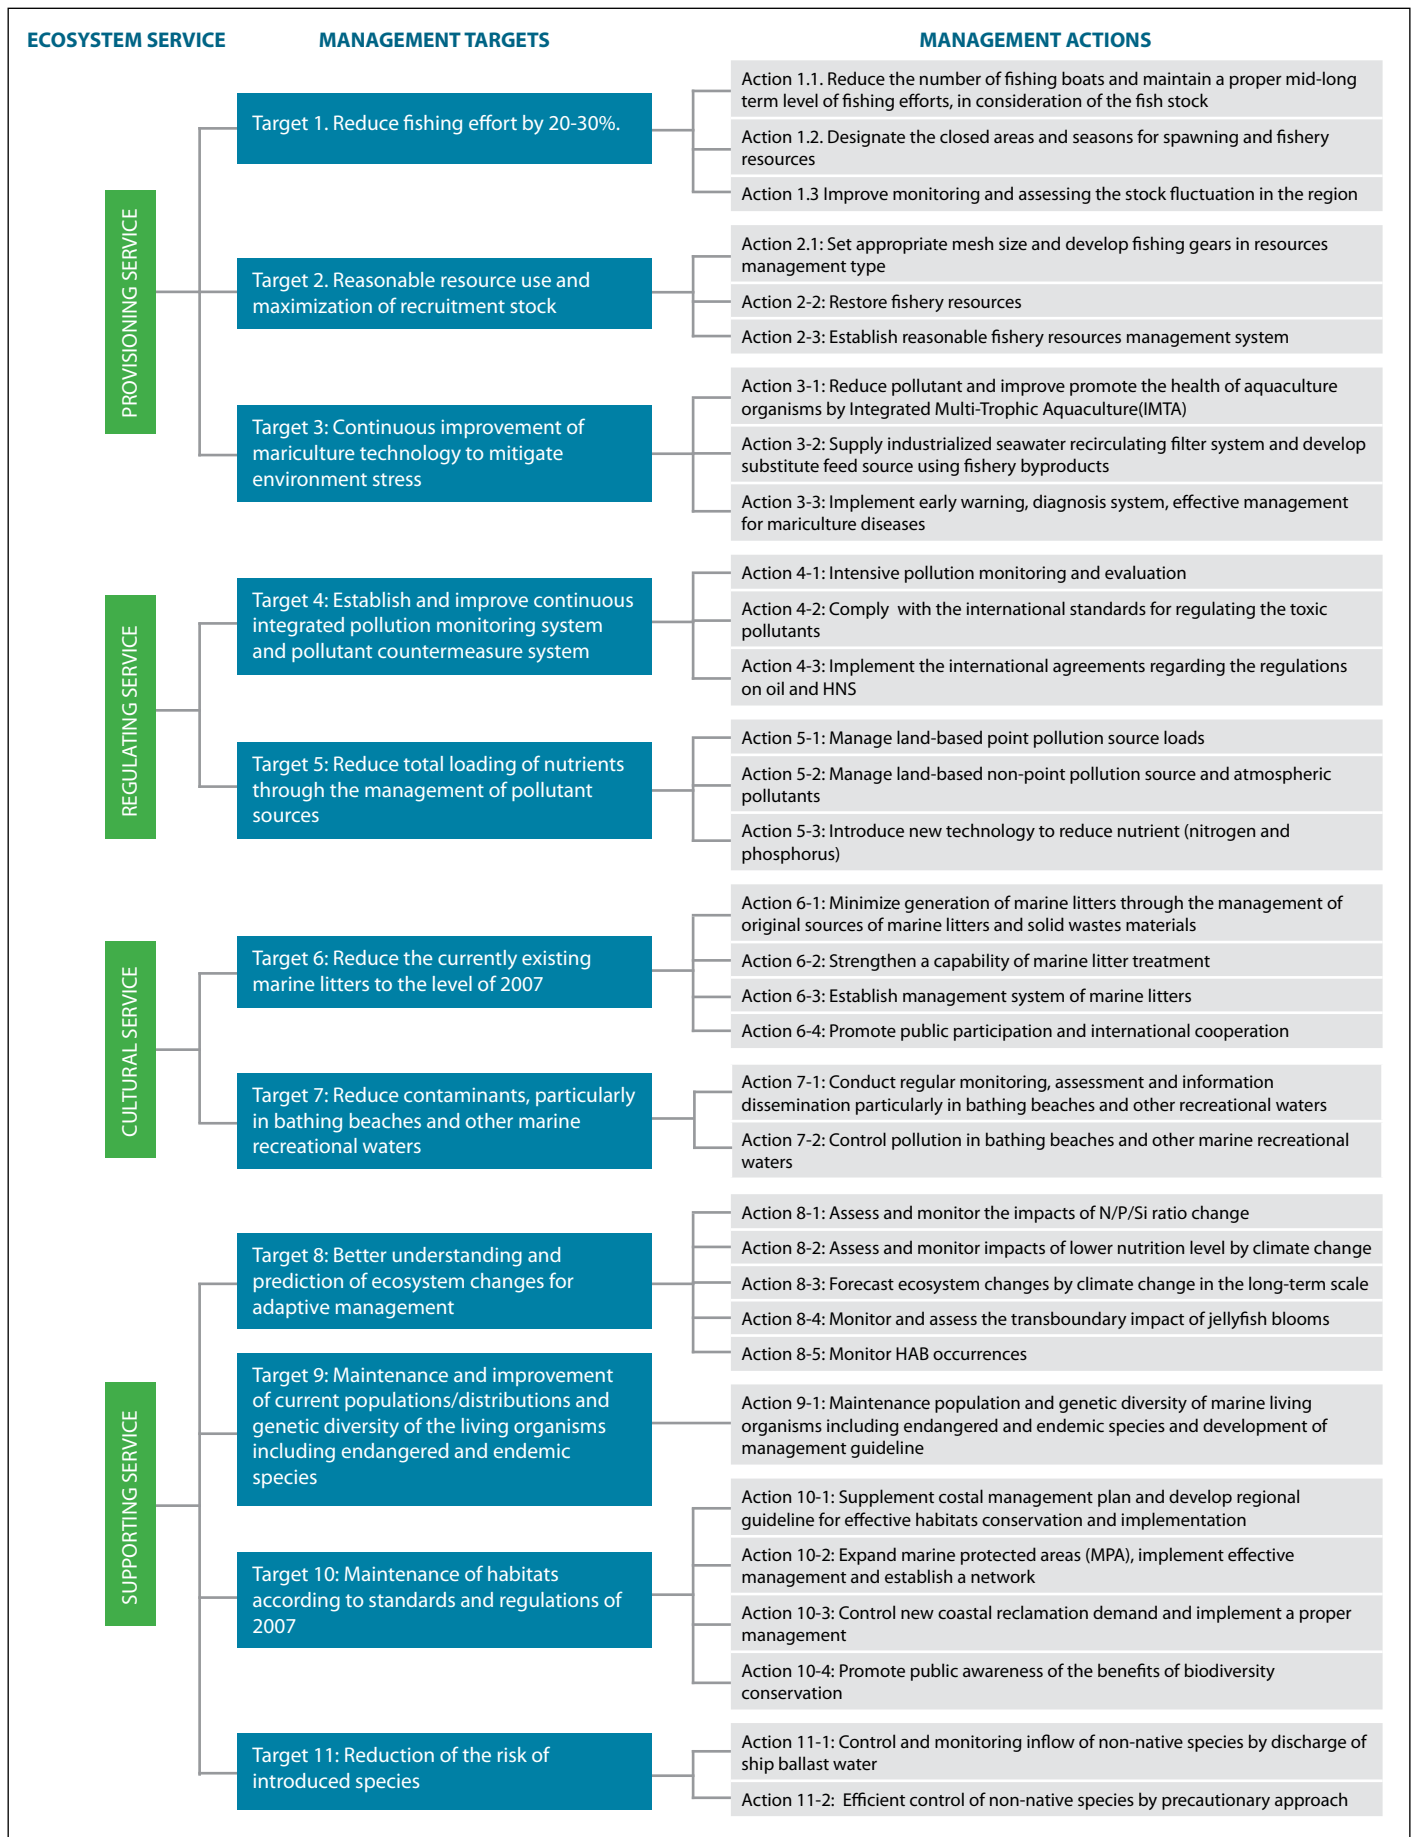 ECOSYSTEM SERVICE
MANAGEMENT TARGETS
MANAGEMENT ACTIONS
PROVISIONING SERVICE
Target 1. Reduce fishing effort by 20-30%.
Action 1.1. Reduce the number of fishing boats and maintain a proper mid-long
term level of fishing efforts, in consideration of the fish stock
Action 1.2. Designate the closed areas and seasons for spawning and fishery
resources
Action 1.3 Improve monitoring and assessing the stock fluctuation in the region
Target 2. Reasonable resource use and
maximization of recruitment stock
Action 2.1: Set appropriate mesh size and develop fishing gears in resources
management type
Action 2-2: Restore fishery resources
Action 2-3: Establish reasonable fishery resources management system
Target 3: Continuous improvement of
mariculture technology to mitigate
environment stress
Action 3-1: Reduce pollutant and improve promote the health of aquaculture
organisms by Integrated Multi-Trophic Aquaculture(IMTA)
Action 3-2: Supply industrialized seawater recirculating filter system and develop
substitute feed source using fishery byproducts
Action 3-3: Implement early warning, diagnosis system, effective management
for mariculture diseases
REGULATING SERVICE
Target 4: Establish and improve continuous
integrated pollution monitoring system
and pollutant countermeasure system
Action 4-1: Intensive pollution monitoring and evaluation
Action 4-2: Comply  with the international standards for regulating the toxic
pollutants
Action 4-3: Implement the international agreements regarding the regulations
on oil and HNS
Target 5: Reduce total loading of nutrients
through the management of pollutant
sources
Action 5-1: Manage land-based point pollution source loads
Action 5-2: Manage land-based non-point pollution source and atmospheric
pollutants
Action 5-3: Introduce new technology to reduce nutrient (nitrogen and
phosphorus)
CULTURAL SERVICE
Target 6: Reduce the currently existing
marine litters to the level of 2007
Action 6-1: Minimize generation of marine litters through the management of
original sources of marine litters and solid wastes materials
Action 6-2: Strengthen a capability of marine litter treatment
Action 6-3: Establish management system of marine litters
Action 6-4: Promote public participation and international cooperation
Target 7: Reduce contaminants, particularly
in bathing beaches and other marine
recreational waters
Action 7-1: Conduct regular monitoring, assessment and information
dissemination particularly in bathing beaches and other recreational waters
Action 7-2: Control pollution in bathing beaches and other marine recreational
waters
SUPPORTING SERVICE
Target 8: Better understanding and
prediction of ecosystem changes for
adaptive management
Action 8-1: Assess and monitor the impacts of N/P/Si ratio change
Action 8-2: Assess and monitor impacts of lower nutrition level by climate change
Action 8-3: Forecast ecosystem changes by climate change in the long-term scale
Action 8-4: Monitor and assess the transboundary impact of jellyfish blooms
Action 8-5: Monitor HAB occurrences
Target 9: Maintenance and improvement
of current populations/distributions and
genetic diversity of the living organisms
including endangered and endemic
species
Action 9-1: Maintenance population and genetic diversity of marine living
organisms including endangered and endemic species and development of
management guideline
Target 10: Maintenance of habitats
according to standards and regulations of
2007
Action 10-1: Supplement costal management plan and develop regional
guideline for effective habitats conservation and implementation
Action 10-2: Expand marine protected areas (MPA), implement effective
management and establish a network
Action 10-3: Control new coastal reclamation demand and implement a proper
management
Action 10-4: Promote public awareness of the benefits of biodiversity
conservation
Target 11: Reduction of the risk of
introduced species
Action 11-1: Control and monitoring inflow of non-native species by discharge of
ship ballast water
Action 11-2:  Efficient control of non-native species by precautionary approach